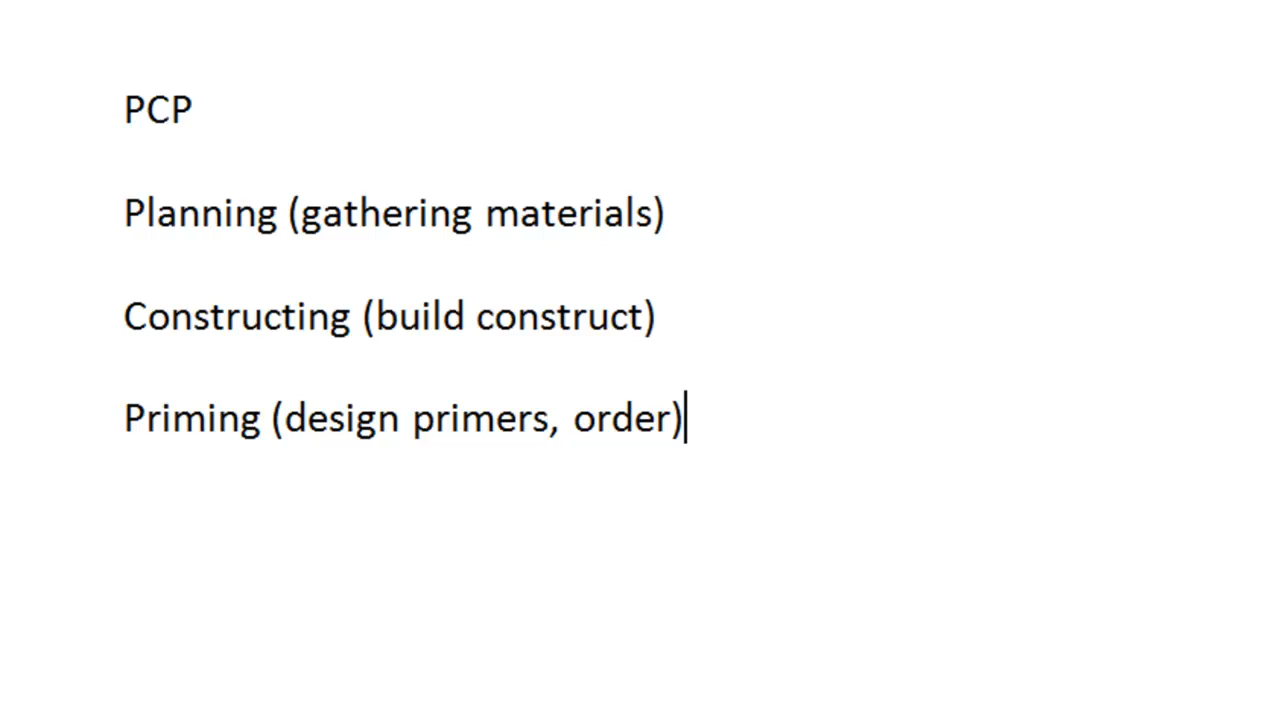 PCP
Planning (gathering materials)
Constructing (build construct)
Priming (design primers, order)